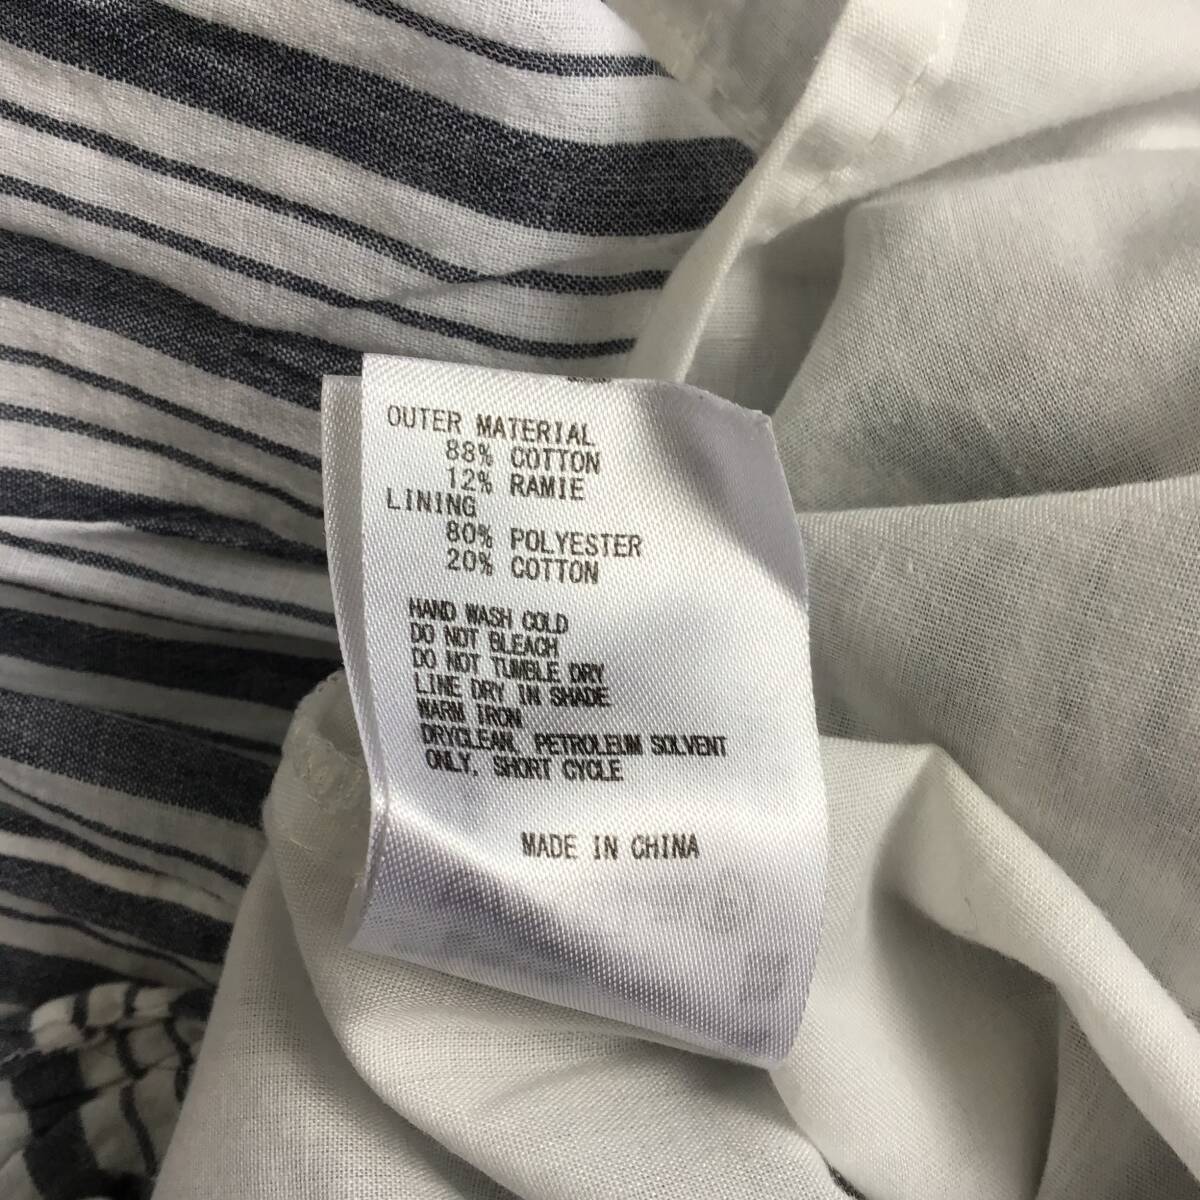 OUTER MATERIAL
88% COTTON
12% RAMIE
LINING
80% POLYESTER
20% COTTON
HAND WASH COLD
DO NOT BLEACH
DO NOT TUMBLE DRY
LINE DRY IN SHADE
WARM IRON
DRYCLEAN, PETROLEUM SOLVENT
ONLY, SHORT CYCLE
MADE IN CHINA